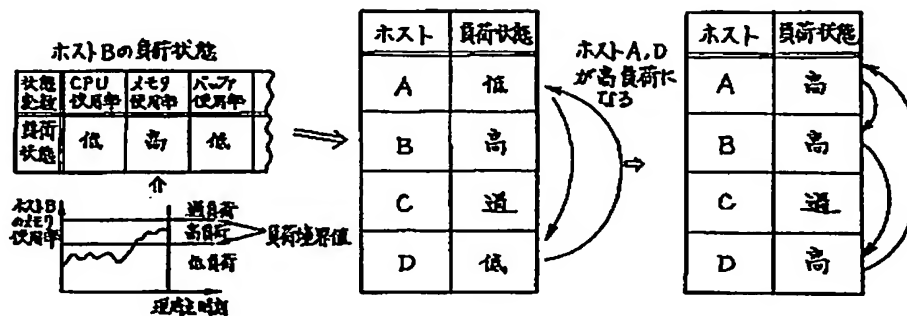 ホストBの負荷状態
状態変数 CPU使用率 メモリ使用率 バッファ使用率
負荷状態 低 高 低
ホストBのメモリ使用率
過負荷
高負荷
低負荷
負荷境界値
現在時刻
ホスト 負荷状態
A 低
B 高
C 過
D 低
ホストA,D
が高負荷に
なる
ホスト 負荷状態
A 高
B 高
C 過
D 高